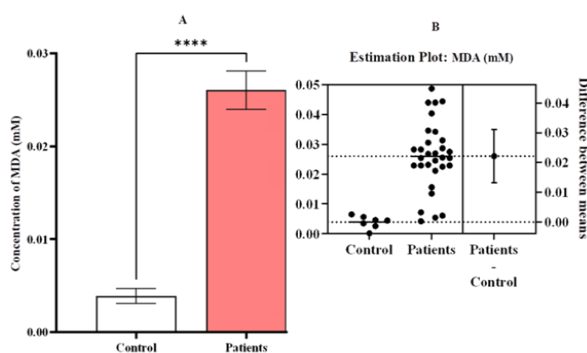 A
Concentration of MDA (mM)
0.03
0.02
0.01
0.00
****
Control
Patients
B
Estimation Plot: MDA (mM)
0.05
0.04
0.03
0.02
0.01
0.00
Control
Patients
Patients
-
Control
0.04
0.03
0.02
0.01
0.00
Difference between means